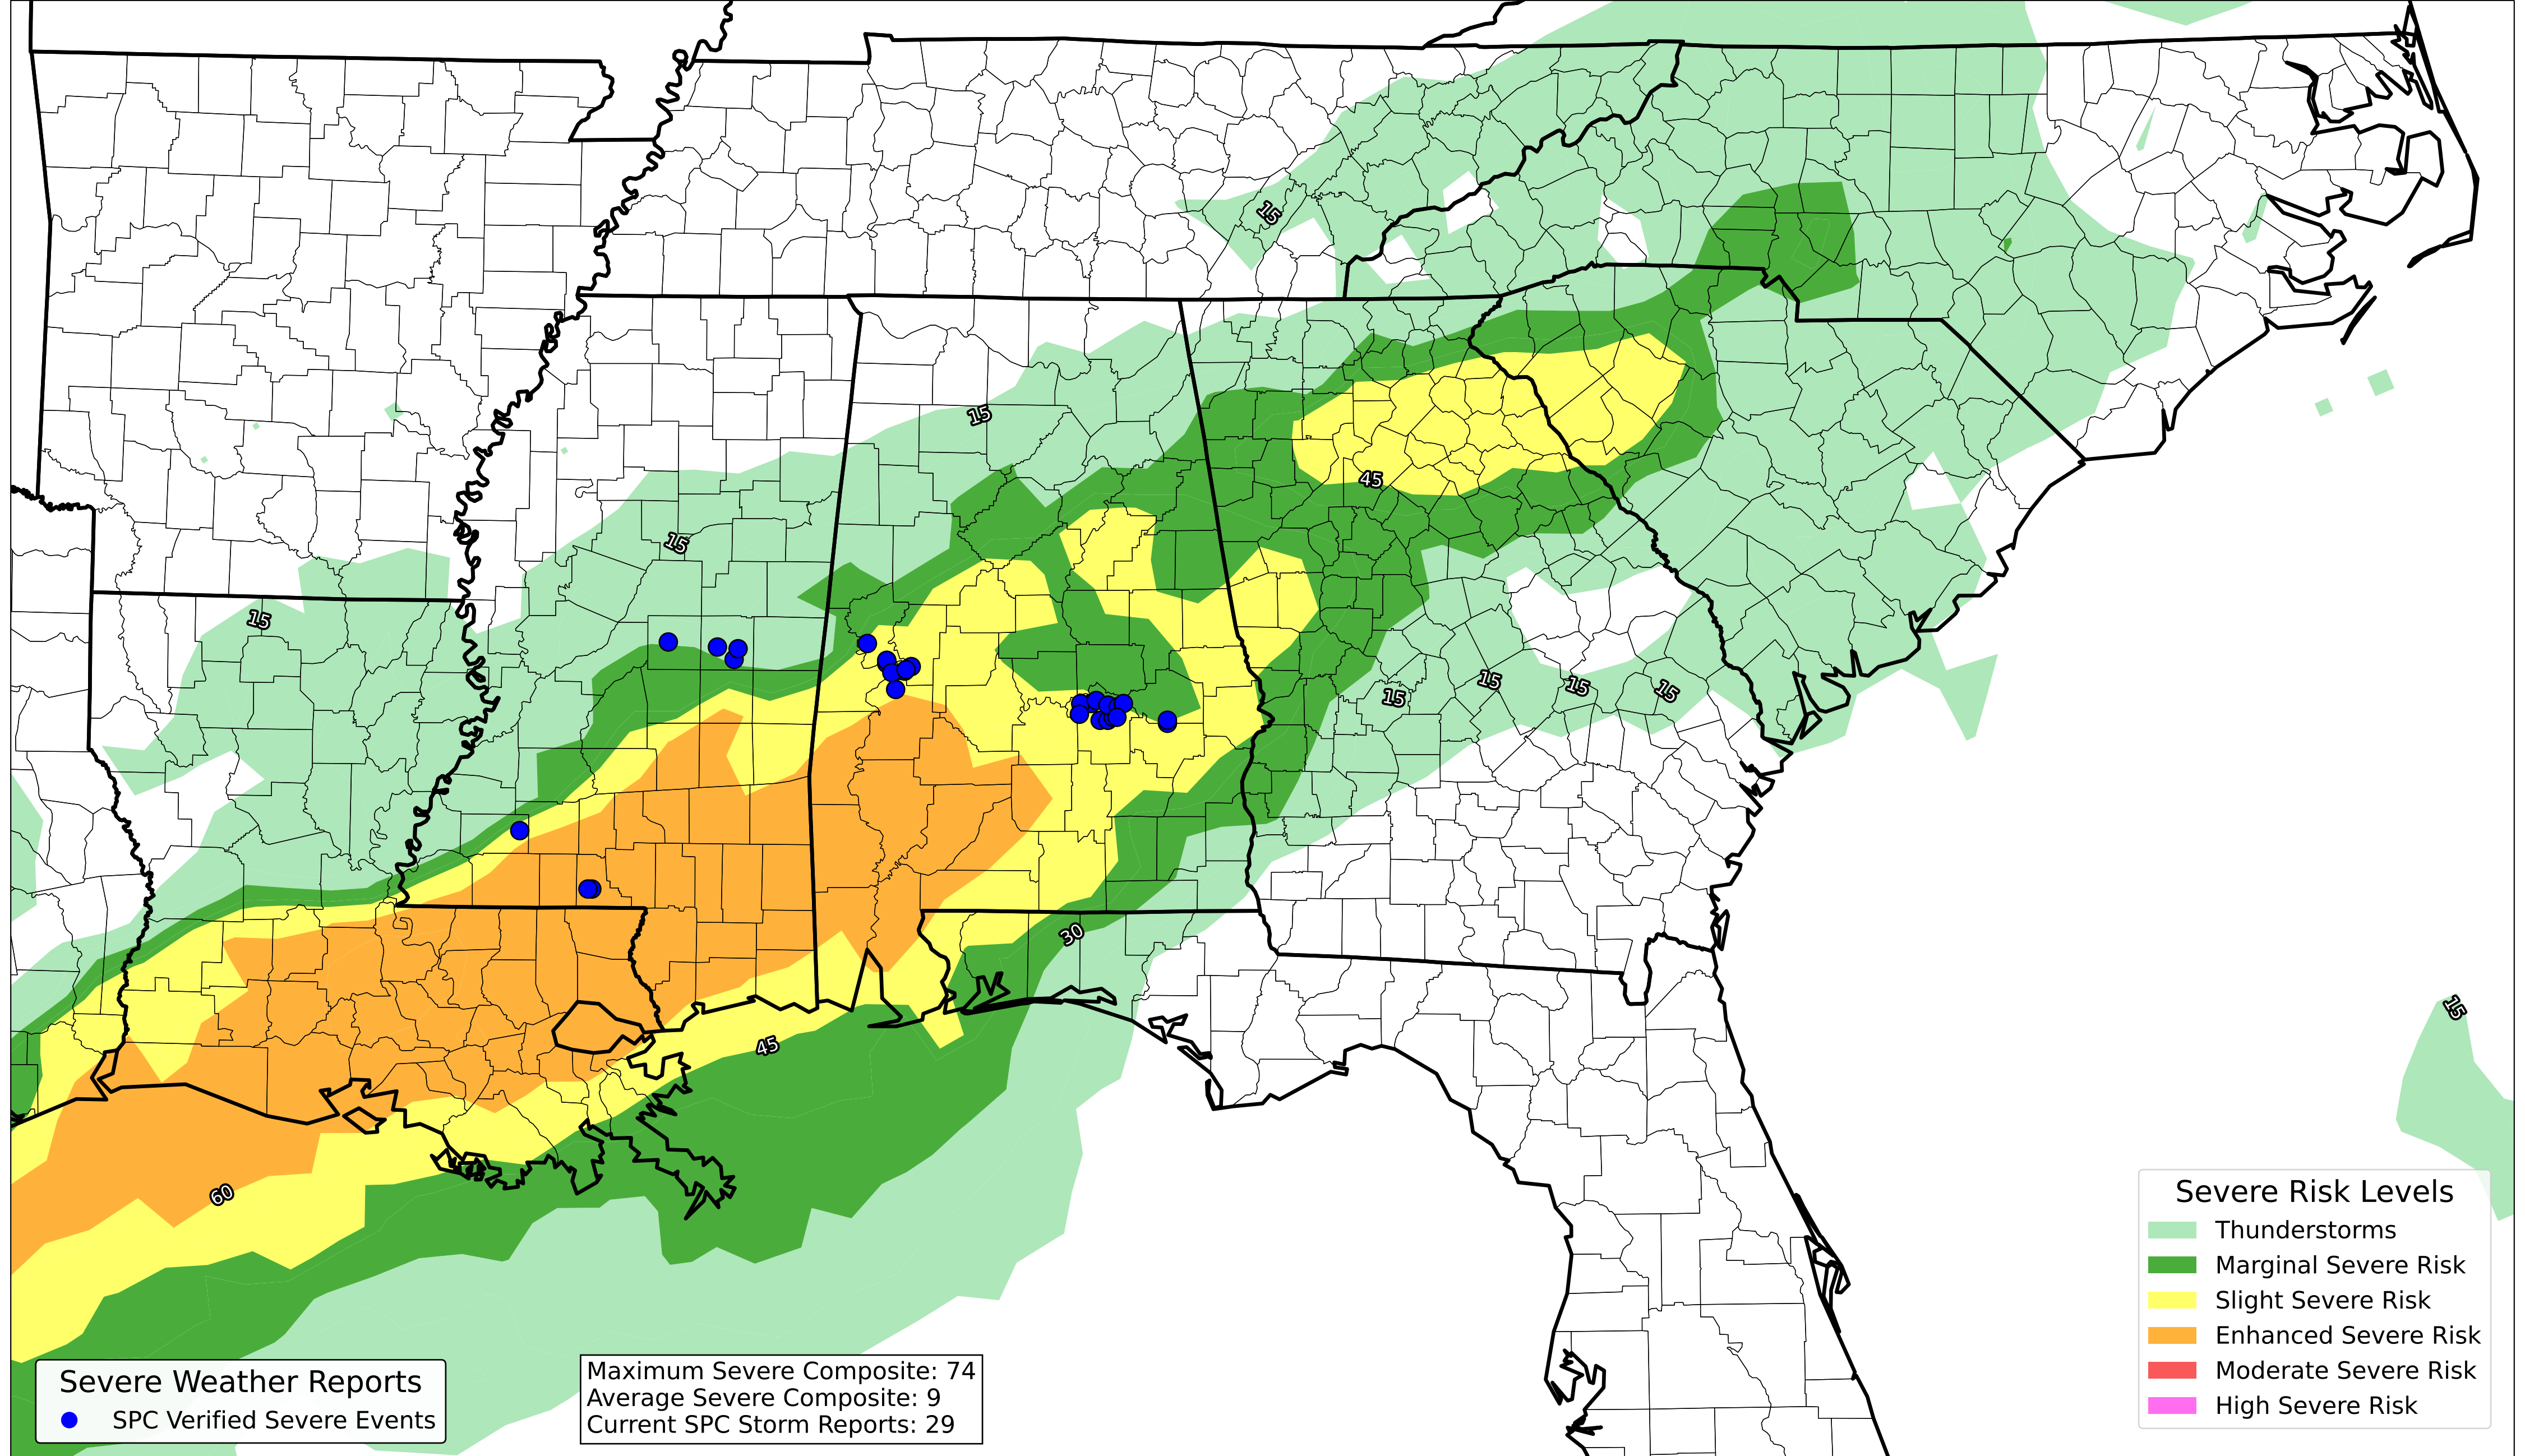 15
15
15
45
15
15
15
15
15
30
15
45
60
Severe Risk Levels
Thunderstorms
Marginal Severe Risk
Slight Severe Risk
Enhanced Severe Risk
Moderate Severe Risk
High Severe Risk
Severe Weather Reports
SPC Verified Severe Events
Maximum Severe Composite: 74
Average Severe Composite: 9
Current SPC Storm Reports: 29